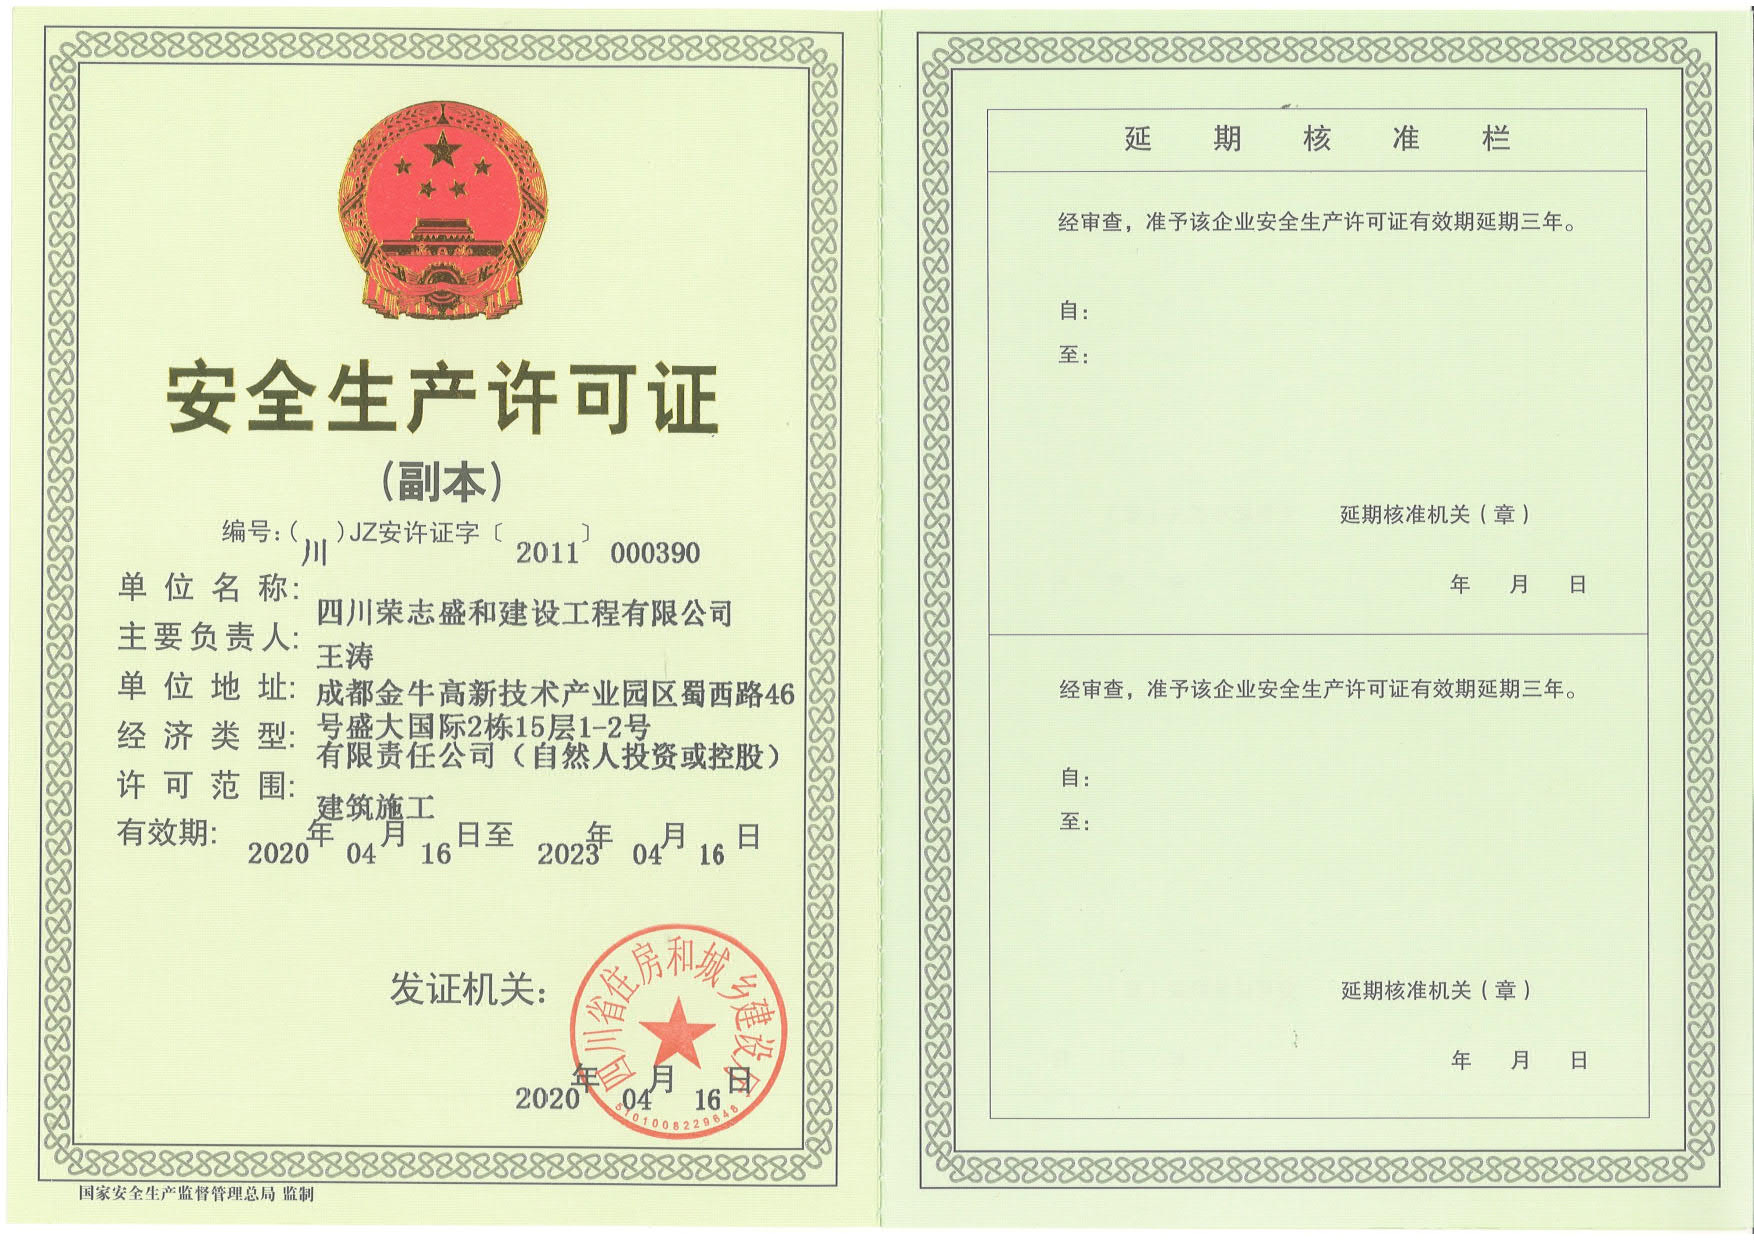 安全生产许可证
(副本)
编号:(川)JZ安许证字〔2011〕000390
单位名称:四川荣志盛和建设工程有限公司
主要负责人:王涛
单位地址:成都金牛高新技术产业园区蜀西路46
号盛大国际2栋15层1-2号
经济类型:有限责任公司（自然人投资或控股）
许可范围:建筑施工
有效期:2020年04月16日至2023年04月16日
发证机关:
四川省住房和城乡建设厅
5101008229648
2020年04月16日
国家安全生产监督管理总局 监制
延期核准栏
经审查，准予该企业安全生产许可证有效期延期三年。
自:
至:
延期核准机关(章)
年 月 日
经审查，准予该企业安全生产许可证有效期延期三年。
自:
至:
延期核准机关(章)
年 月 日